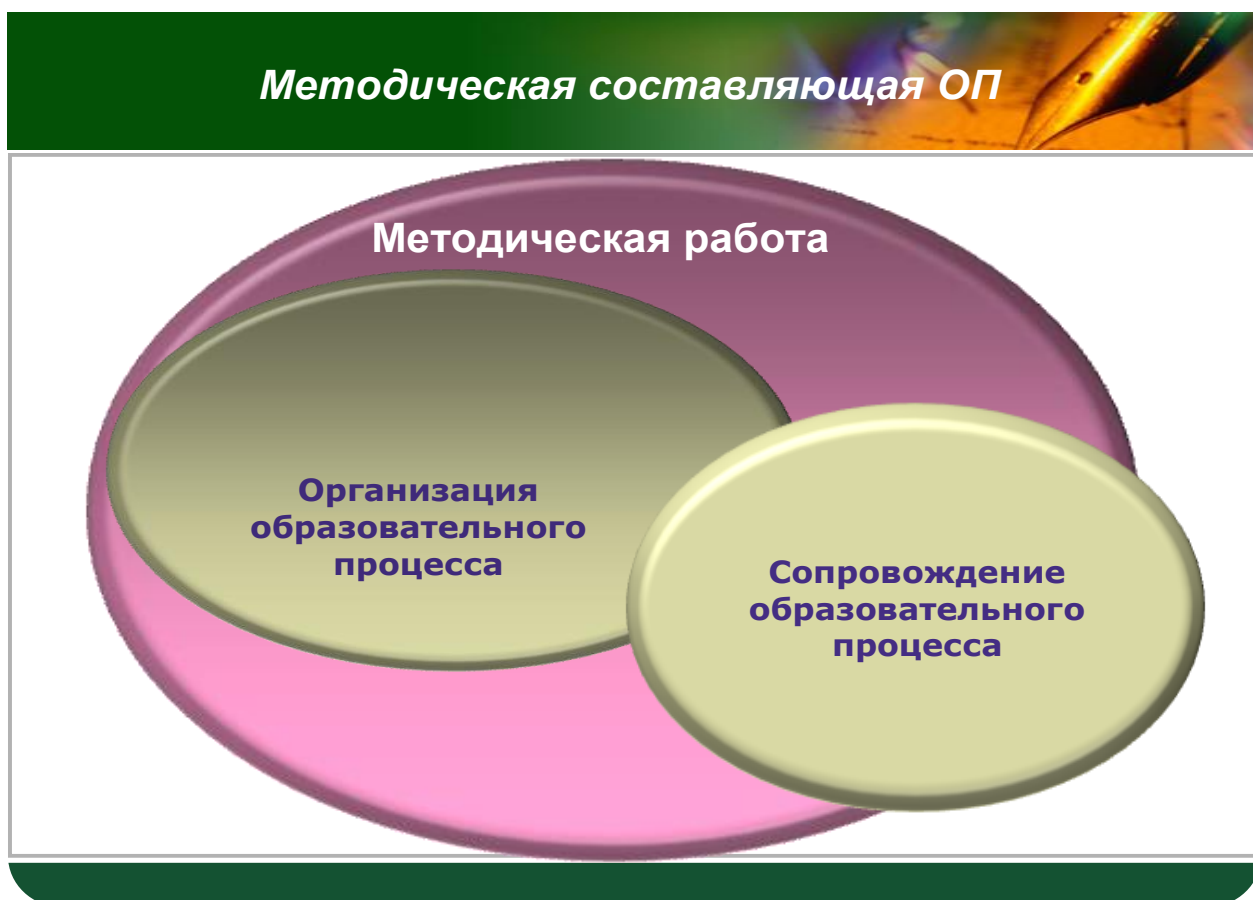 Методическая составляющая ОП
Методическая работа
Организация
образовательного
процесса
Сопровождение
образовательного
процесса